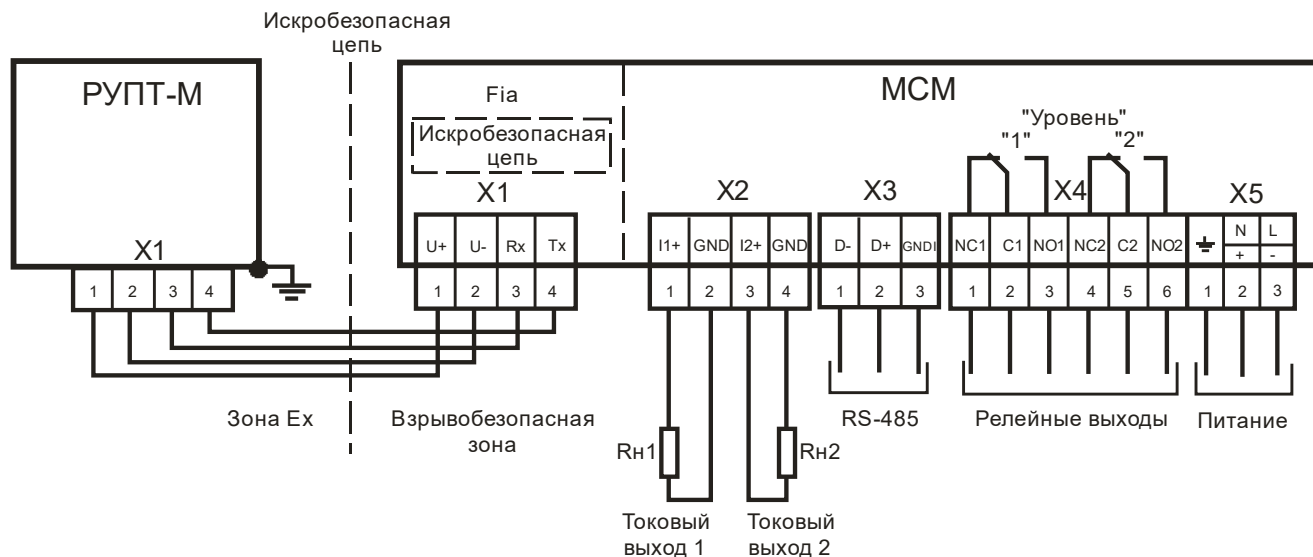 Искробезопасная
цепь
РУПТ-М
X1
1 2 3 4
Зона Ex
Взрывобезопасная
зона
МСМ
Fia
Искробезопасная
цепь
X1
U+ U- Rx Tx
1 2 3 4
X2
I1+ GND I2+ GND
1 2 3 4
Rн1
Rн2
Токовый
выход 1
Токовый
выход 2
X3
D- D+ GNDI
1 2 3
RS-485
"Уровень"
"1" "2"
X4
NC1 C1 NO1 NC2 C2 NO2
1 2 3 4 5 6
Релейные выходы
X5
N L
+ -
1 2 3
Питание